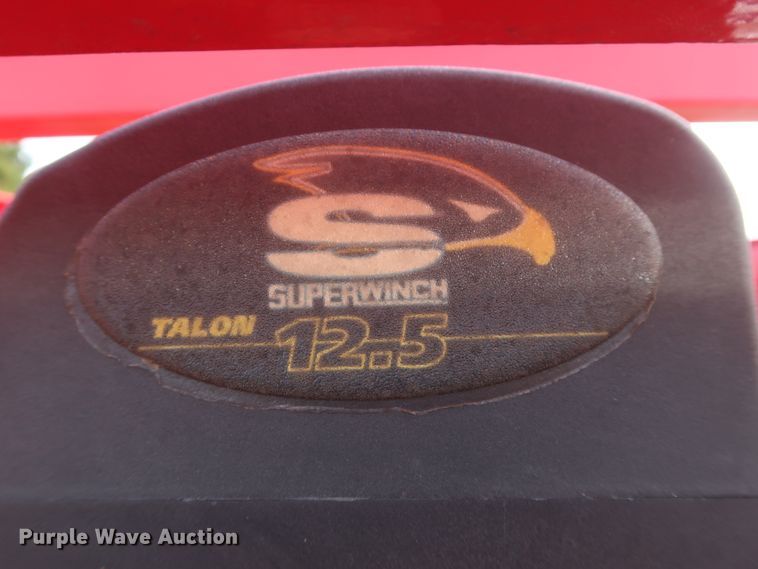 S
SUPERWINCH
TALON 12.5
Purple Wave Auction